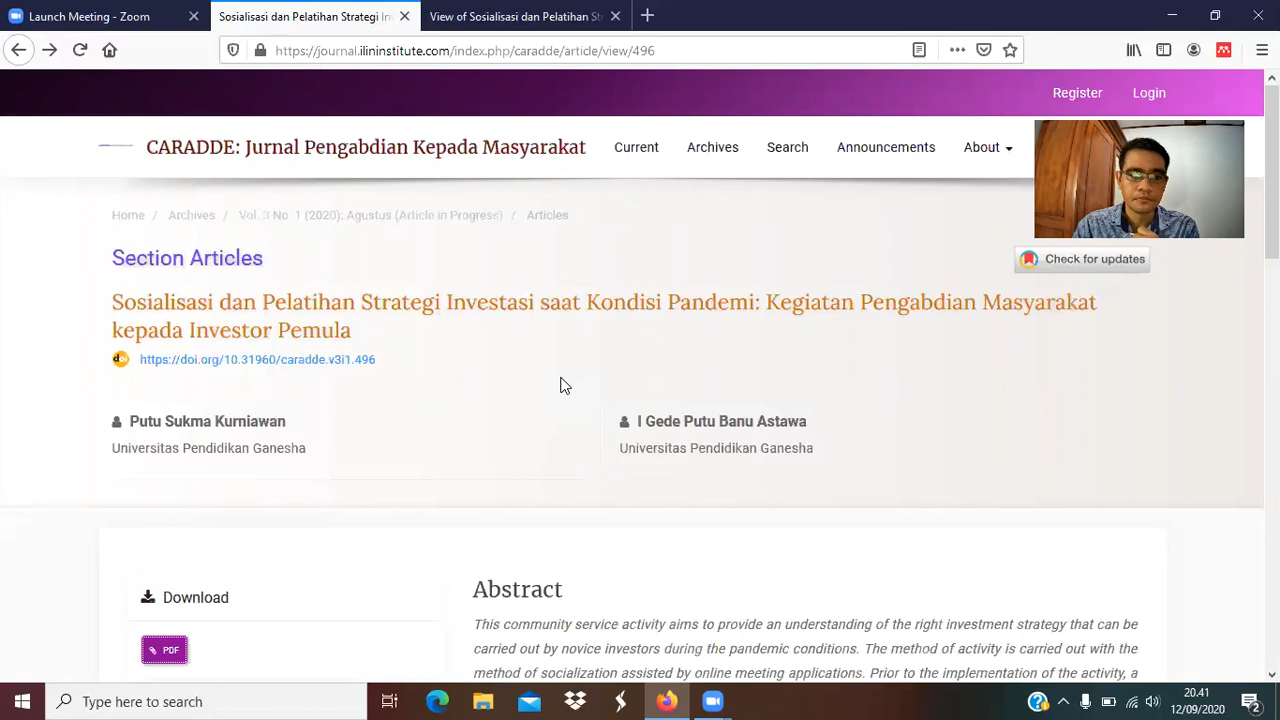 Launch Meeting - Zoom
Sosialisasi dan Pelatihan Strategi In
View of Sosialisasi dan Pelatihan St
https://journal.ilininstitute.com/index.php/caradde/article/view/496
Register Login
CARADDE: Jurnal Pengabdian Kepada Masyarakat
Current Archives Search Announcements About
Home / Archives / Vol. 3 No. 1 (2020): Agustus (Article in Progress) / Articles
Section Articles
Check for updates
Sosialisasi dan Pelatihan Strategi Investasi saat Kondisi Pandemi: Kegiatan Pengabdian Masyarakat
kepada Investor Pemula
https://doi.org/10.31960/caradde.v3i1.496
Putu Sukma Kurniawan
Universitas Pendidikan Ganesha
I Gede Putu Banu Astawa
Universitas Pendidikan Ganesha
Download
PDF
Abstract
This community service activity aims to provide an understanding of the right investment strategy that can be
carried out by novice investors during the pandemic conditions. The method of activity is carried out with the
method of socialization assisted by online meeting applications. Prior to the implementation of the activity, a
Type here to search
20.41
12/09/2020
2